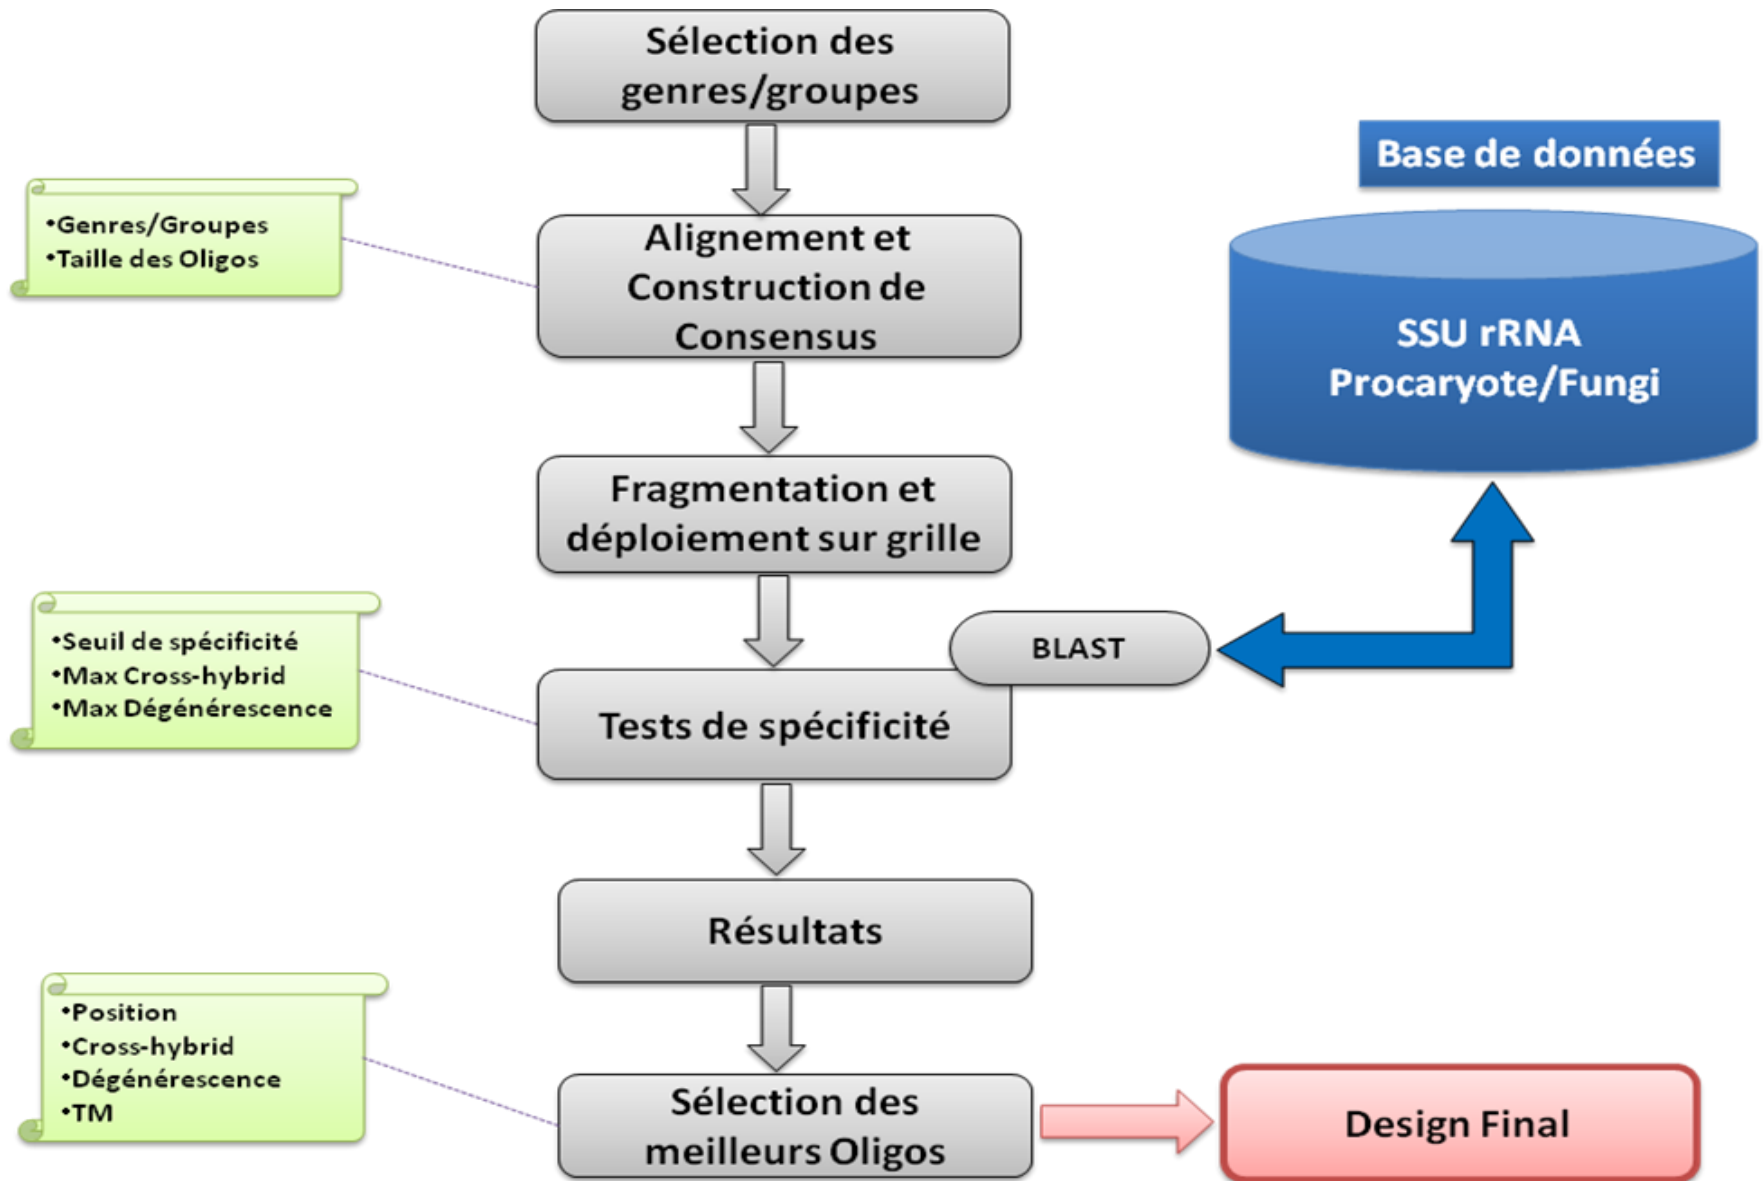 Sélection des
genres/groupes
Base de données
•Genres/Groupes
•Taille des Oligos
Alignement et
Construction de
Consensus
SSU rRNA
Procaryote/Fungi
Fragmentation et
déploiement sur grille
•Seuil de spécificité
•Max Cross-hybrid
•Max Dégénérescence
BLAST
Tests de spécificité
Résultats
•Position
•Cross-hybrid
•Dégénérescence
•TM
Sélection des
meilleurs Oligos
Design Final